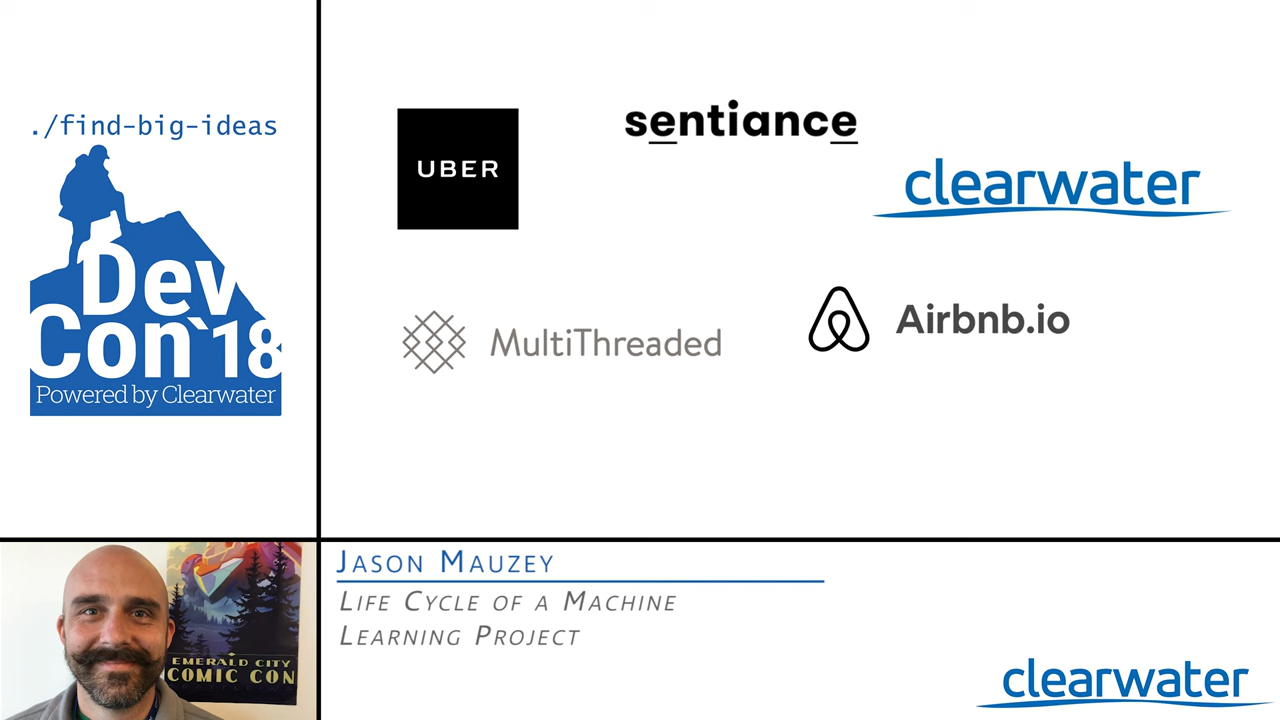 ./find-big-ideas
Dev
Con`18
Powered by Clearwater
UBER
sentiance
clearwater
MultiThreaded
Airbnb.io
EMERALD CITY
COMIC CON
JASON MAUZEY
LIFE CYCLE OF A MACHINE
LEARNING PROJECT
clearwater